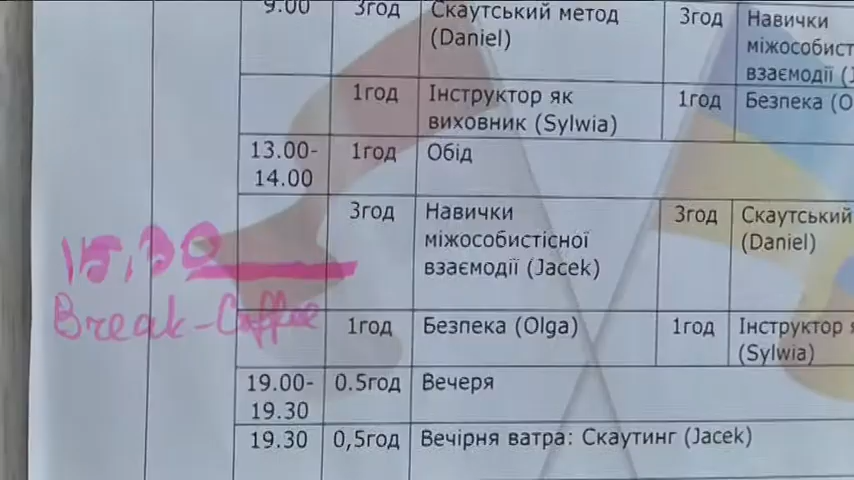 9.00 3год Скаутський метод 3год Навички
(Daniel) міжособист
взаємодії (
1год Інструктор як 1год Безпека (O
виховник (Sylwia)
13.00- 1год Обід
14.00
3год Навички 3год Скаутський
міжособистісної (Daniel)
взаємодії (Jacek)
15,30
Break-Coffee
1год Безпека (Olga) 1год Інструктор
(Sylwia)
19.00- 0.5год Вечеря
19.30
19.30 0,5год Вечірня ватра: Скаутинг (Jacek)